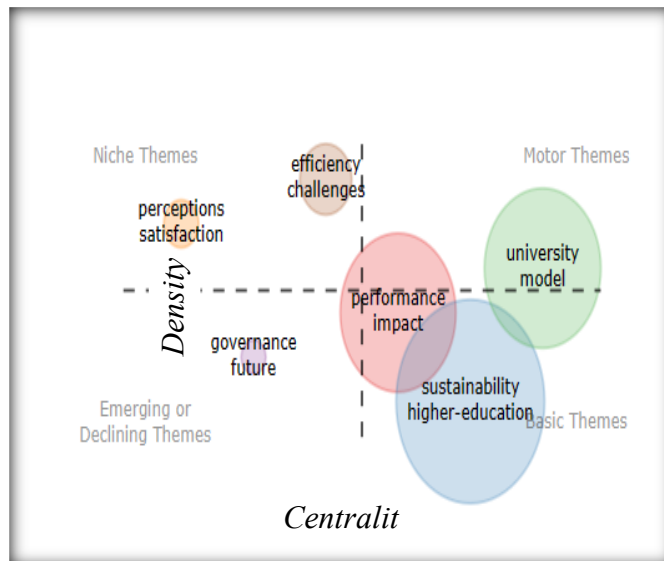 Niche Themes
Motor Themes
efficiency
challenges
perceptions
satisfaction
university
model
Density
performance
impact
governance
future
sustainability
higher-education
Emerging or
Declining Themes
Basic Themes
Centralit